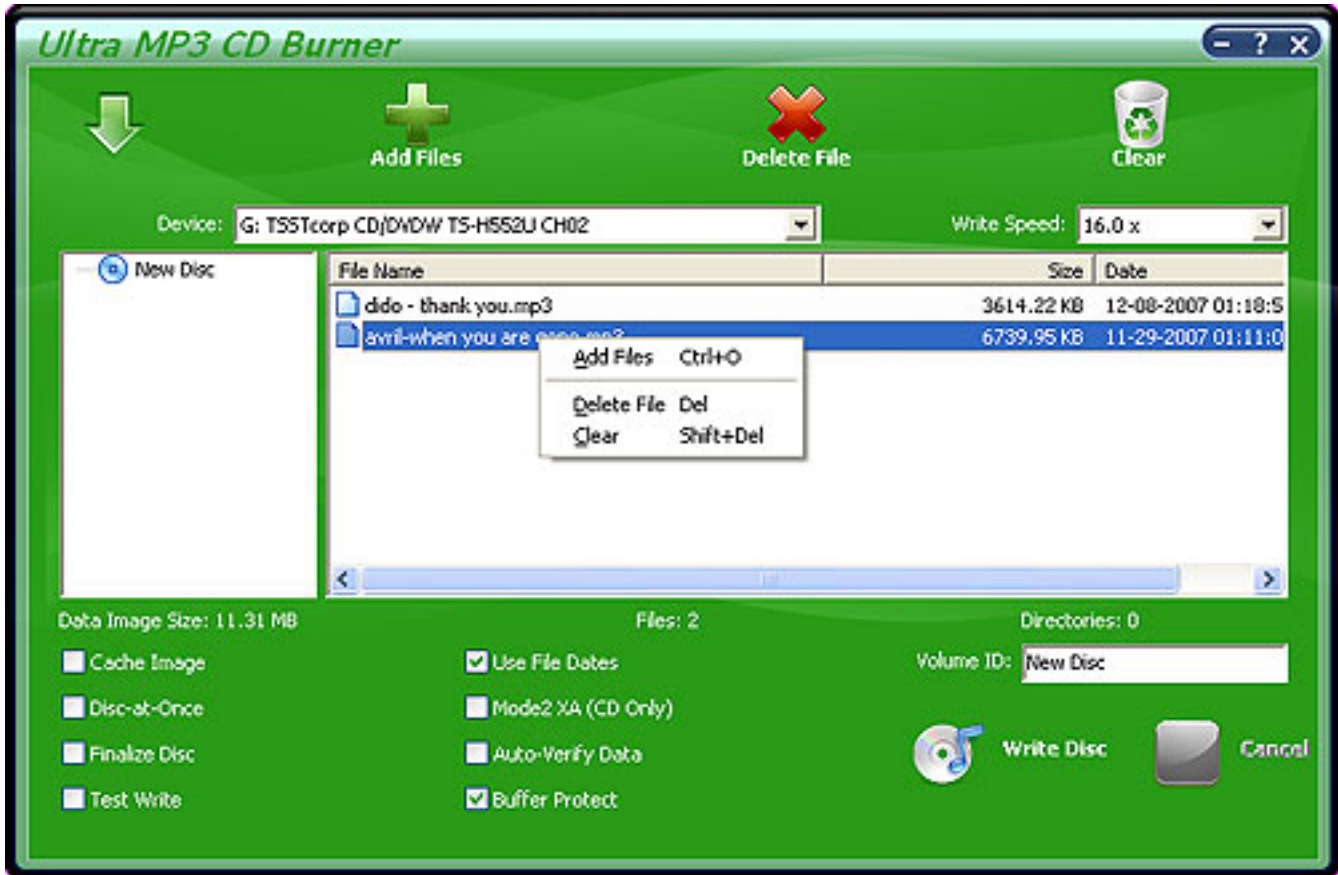 Ultra MP3 CD Burner
Add Files
Delete File
Clear
Device: G: TSSTcorp CD/DVDW TS-H552U CH02
Write Speed: 16.0 x
New Disc
File Name Size Date
dido - thank you.mp3 3614.22 KB 12-08-2007 01:18:5
avril-when you are 6739.95 KB 11-29-2007 01:11:0
Add Files Ctrl+O
Delete File Del
Clear Shift+Del
Data Image Size: 11.31 MB Files: 2 Directories: 0
Cache Image
Use File Dates
Volume ID: New Disc
Disc-at-Once
Mode2 XA (CD Only)
Finalize Disc
Auto-Verify Data
Write Disc
Cancel
Test Write
Buffer Protect